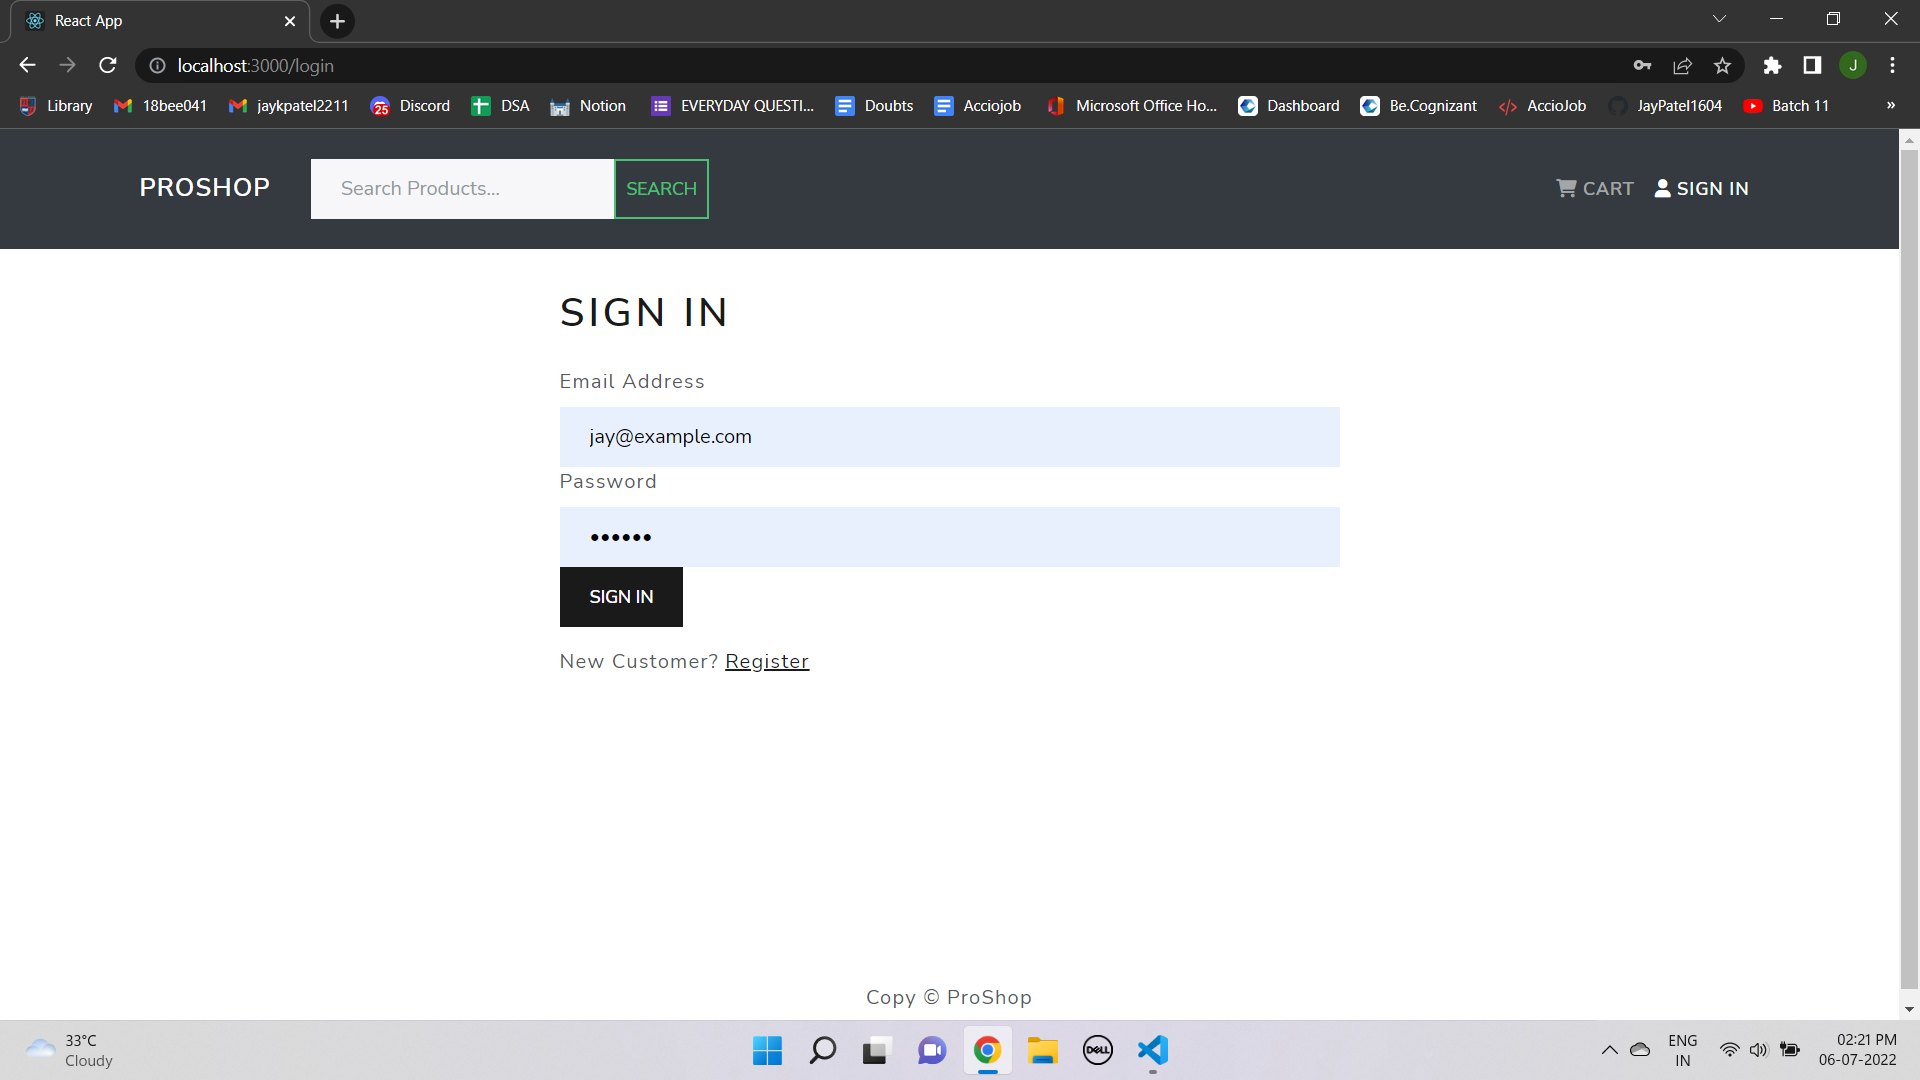 React App
localhost:3000/login
J
Library 18bee041 jaykpatel2211 25 Discord DSA Notion EVERYDAY QUESTI... Doubts Acciojob Microsoft Office Ho... Dashboard Be.Cognizant AccioJob JayPatel1604 Batch 11 »
PROSHOP Search Products... SEARCH CART SIGN IN
SIGN IN
Email Address
jay@example.com
Password
••••••
SIGN IN
New Customer? Register
Copy © ProShop
33°C
Cloudy
DELL
ENG
IN
02:21 PM
06-07-2022